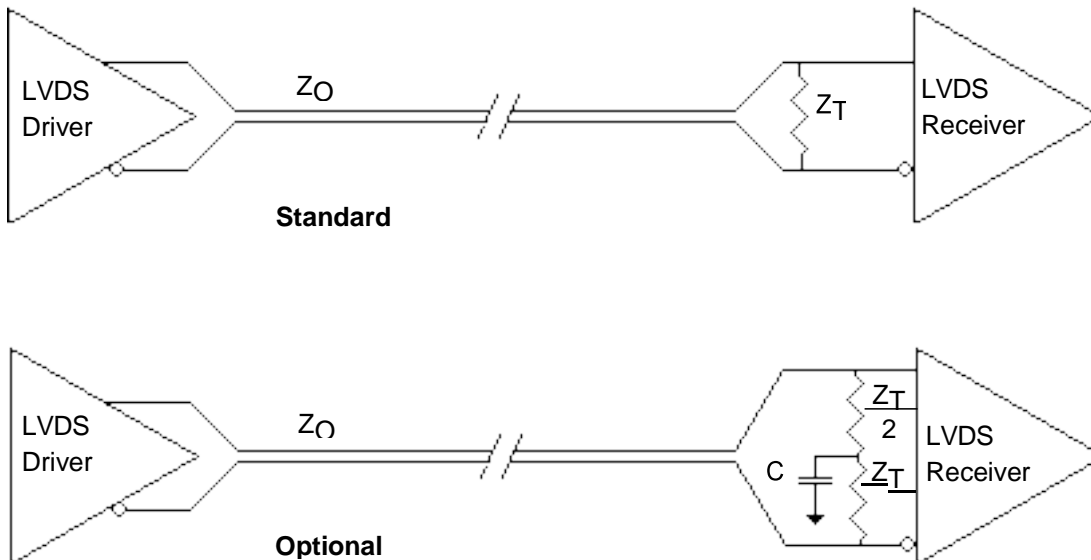 LVDS
Driver
ZO
ZT
LVDS
Receiver
Standard
LVDS
Driver
ZO
C
ZT
2
ZT
LVDS
Receiver
Optional